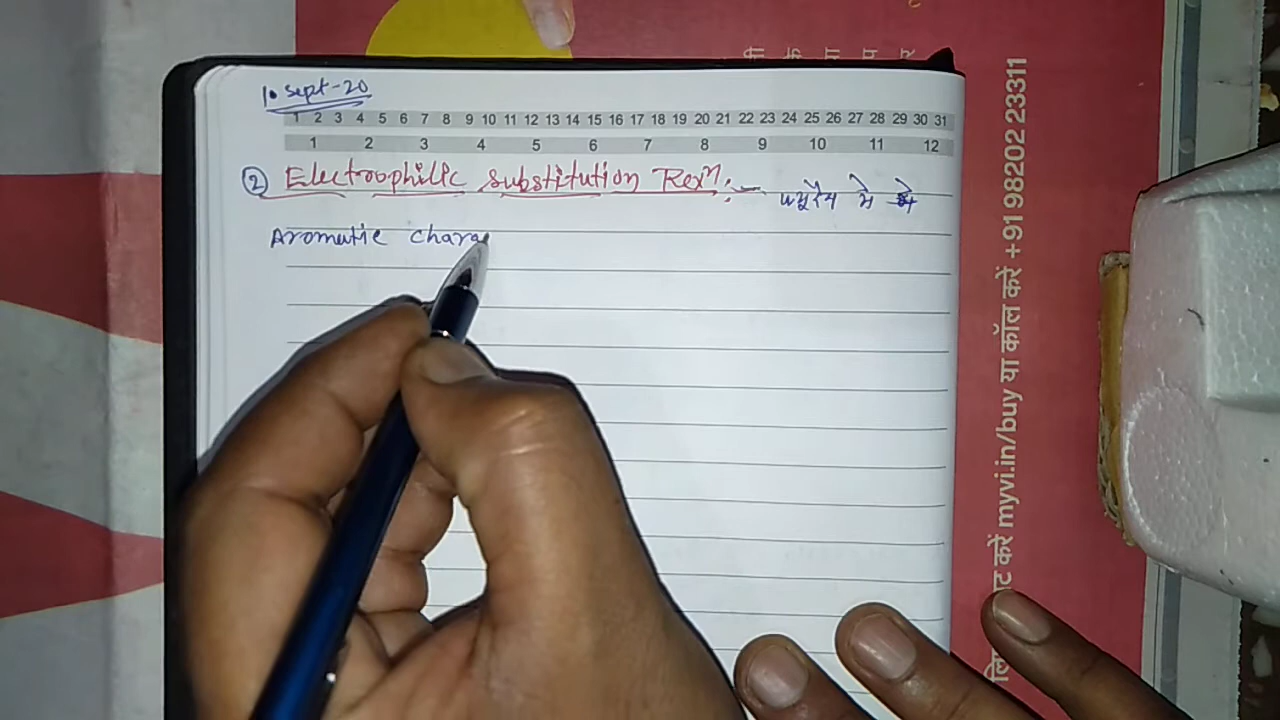 10 Sept-20
1 2 3 4 5 6 7 8 9 10 11 12 13 14 15 16 17 18 19 20 21 22 23 24 25 26 27 28 29 30 31
1 2 3 4 5 6 7 8 9 10 11 12
② Electrophilic substitution Rexⁿ:- फ्यूरेन में
Aromatic chara
करें myvi.in/buy या कॉल करें +91 98202 23311